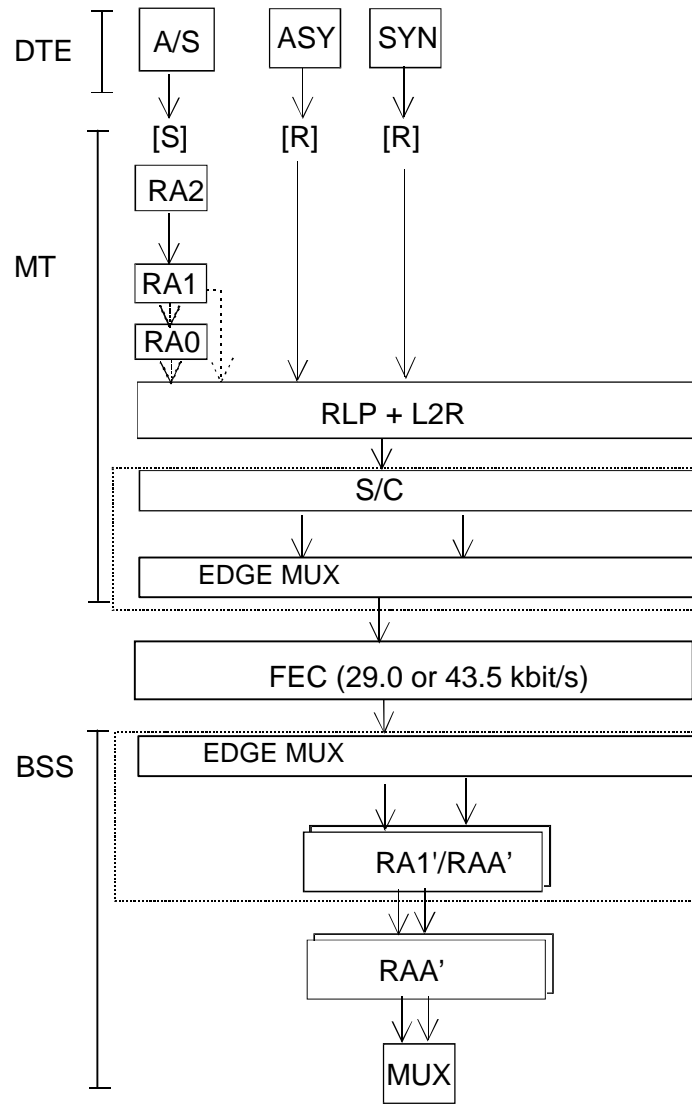 DTE
A/S
ASY
SYN
[S]
[R]
[R]
RA2
MT
RA1
RA0
RLP + L2R
S/C
EDGE MUX
FEC (29.0 or 43.5 kbit/s)
EDGE MUX
BSS
RA1'/RAA’
RAA’
MUX